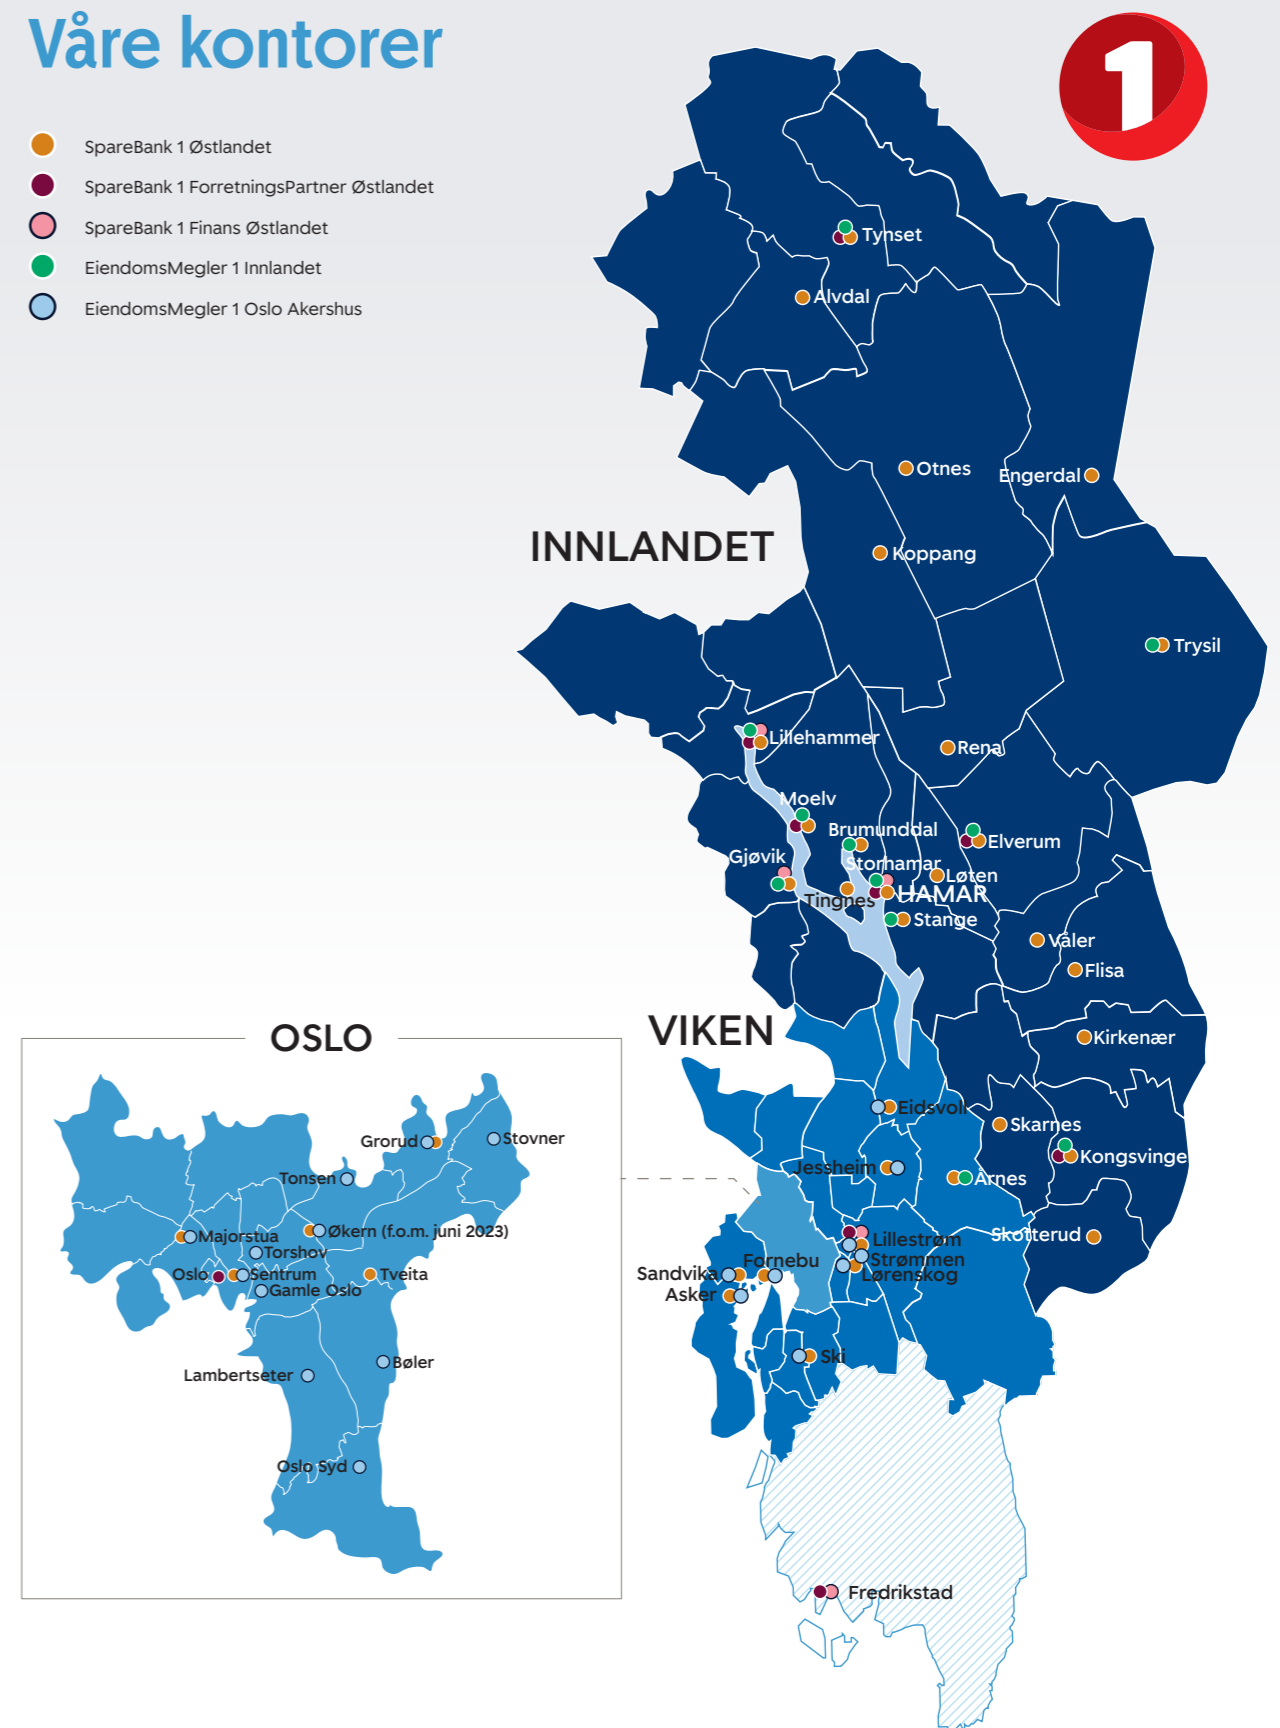 Våre kontorer
1
SpareBank 1 Østlandet
SpareBank 1 ForretningsPartner Østlandet
SpareBank 1 Finans Østlandet
EiendomsMegler 1 Innlandet
EiendomsMegler 1 Oslo Akershus
Tynset
Alvdal
Otnes
Engerdal
INNLANDET
Koppang
Trysil
Lillehammer
Rena
Moelv
Brumunddal
Elverum
Gjøvik
Storhamar
Løten
HAMAR
Tingnes
Stange
Våler
Flisa
VIKEN
Kirkenær
Eidsvoll
Skarnes
Kongsvinge
Jessheim
Årnes
Skotterud
Lillestrøm
Strømmen
Fornebu
Sandvika
Lørenskog
Asker
Ski
Fredrikstad
OSLO
Grorud
Stovner
Tonsen
Økern (f.o.m. juni 2023)
Majorstua
Torshov
Oslo
Sentrum
Tveita
Gamle Oslo
Bøler
Lambertseter
Oslo Syd